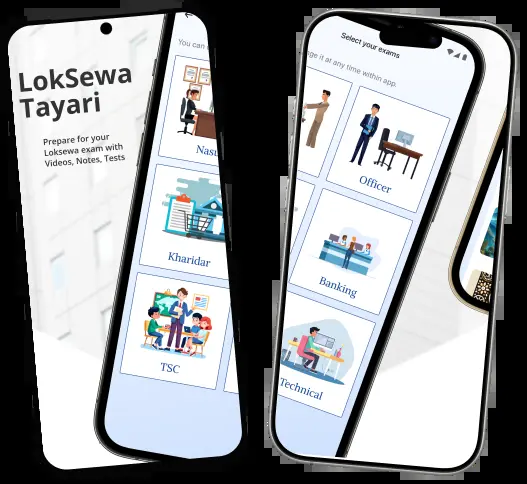 LokSewa
Tayari
Prepare for your
Loksewa exam with
Videos, Notes, Tests
You can
Nasu
Kharidar
TSC
Select your exams
ge it at any time within app.
Officer
Banking
Technical